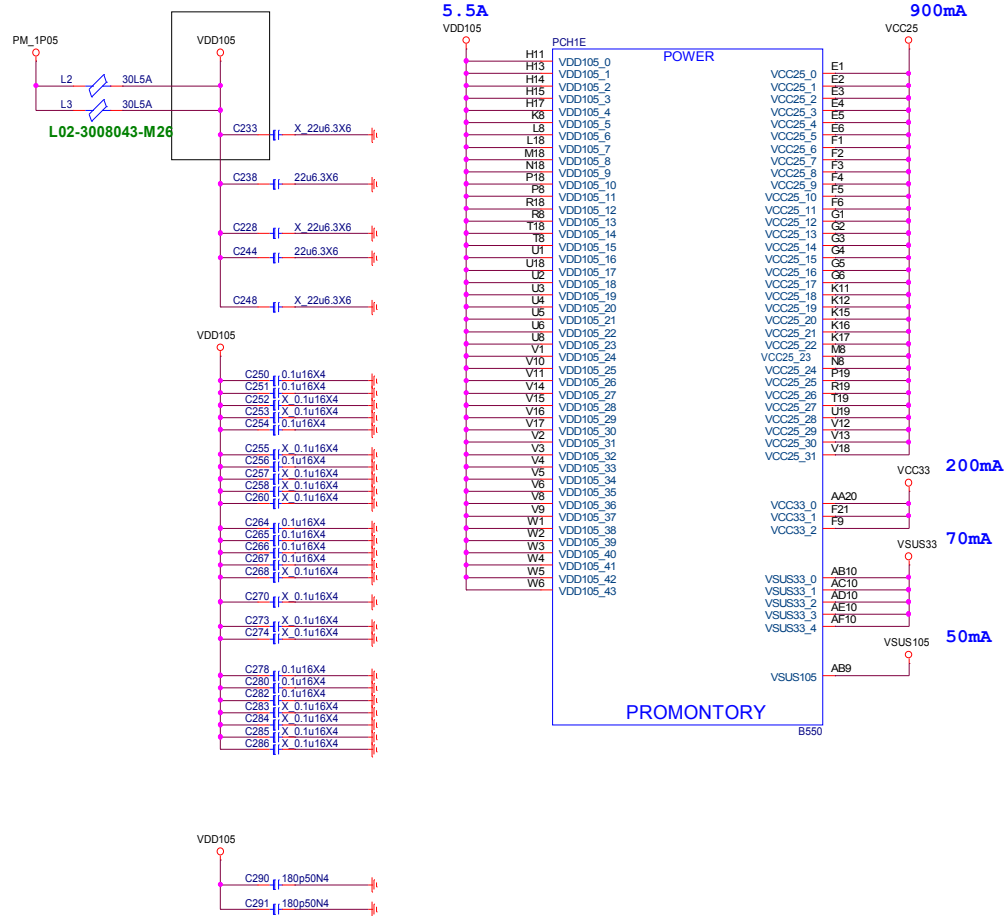 PM_1P05
VDD105
L2 30L5A
L3 30L5A
L02-3008043-M26
C233 X_22u6.3X6
C238 22u6.3X6
C228 X_22u6.3X6
C244 22u6.3X6
C248 X_22u6.3X6
VDD105
C250 0.1u16X4
C251 0.1u16X4
C252 X_0.1u16X4
C253 X_0.1u16X4
C254 0.1u16X4
C255 X_0.1u16X4
C256 0.1u16X4
C257 X_0.1u16X4
C258 X_0.1u16X4
C260 X_0.1u16X4
C264 0.1u16X4
C265 0.1u16X4
C266 0.1u16X4
C267 0.1u16X4
C268 X_0.1u16X4
C270 X_0.1u16X4
C273 X_0.1u16X4
C274 X_0.1u16X4
C278 0.1u16X4
C280 0.1u16X4
C282 0.1u16X4
C283 X_0.1u16X4
C284 X_0.1u16X4
C285 X_0.1u16X4
C286 X_0.1u16X4
VDD105
C290 180p50N4
C291 180p50N4
5.5A
VDD105
PCH1E
POWER
H11 VDD105_0
H13 VDD105_1
H14 VDD105_2
H15 VDD105_3
H17 VDD105_4
K8 VDD105_5
L8 VDD105_6
L18 VDD105_7
M18 VDD105_8
N18 VDD105_9
P18 VDD105_10
P8 VDD105_11
R18 VDD105_12
R8 VDD105_13
T18 VDD105_14
T8 VDD105_15
U1 VDD105_16
U18 VDD105_17
U2 VDD105_18
U3 VDD105_19
U4 VDD105_20
U5 VDD105_21
U6 VDD105_22
U8 VDD105_23
V1 VDD105_24
V10 VDD105_25
V11 VDD105_26
V14 VDD105_27
V15 VDD105_28
V16 VDD105_29
V17 VDD105_30
V2 VDD105_31
V3 VDD105_32
V4 VDD105_33
V5 VDD105_34
V6 VDD105_35
V8 VDD105_36
V9 VDD105_37
W1 VDD105_38
W2 VDD105_39
W3 VDD105_40
W4 VDD105_41
W5 VDD105_42
W6 VDD105_43
900mA
VCC25
VCC25_0 E1
VCC25_1 E2
VCC25_2 E3
VCC25_3 E4
VCC25_4 E5
VCC25_5 E6
VCC25_6 F1
VCC25_7 F2
VCC25_8 F3
VCC25_9 F4
VCC25_10 F5
VCC25_11 F6
VCC25_12 G1
VCC25_13 G2
VCC25_14 G3
VCC25_15 G4
VCC25_16 G5
VCC25_17 G6
VCC25_18 K11
VCC25_19 K12
VCC25_20 K15
VCC25_21 K16
VCC25_22 K17
VCC25_23 M8
VCC25_24 N8
VCC25_25 P19
VCC25_26 R19
VCC25_27 T19
VCC25_28 U19
VCC25_29 V12
VCC25_30 V13
VCC25_31 V18
200mA
VCC33
VCC33_0 AA20
VCC33_1 F21
VCC33_2 F9
70mA
VSUS33
VSUS33_0 AB10
VSUS33_1 AC10
VSUS33_2 AD10
VSUS33_3 AE10
VSUS33_4 AF10
50mA
VSUS105
VSUS105 AB9
PROMONTORY
B550